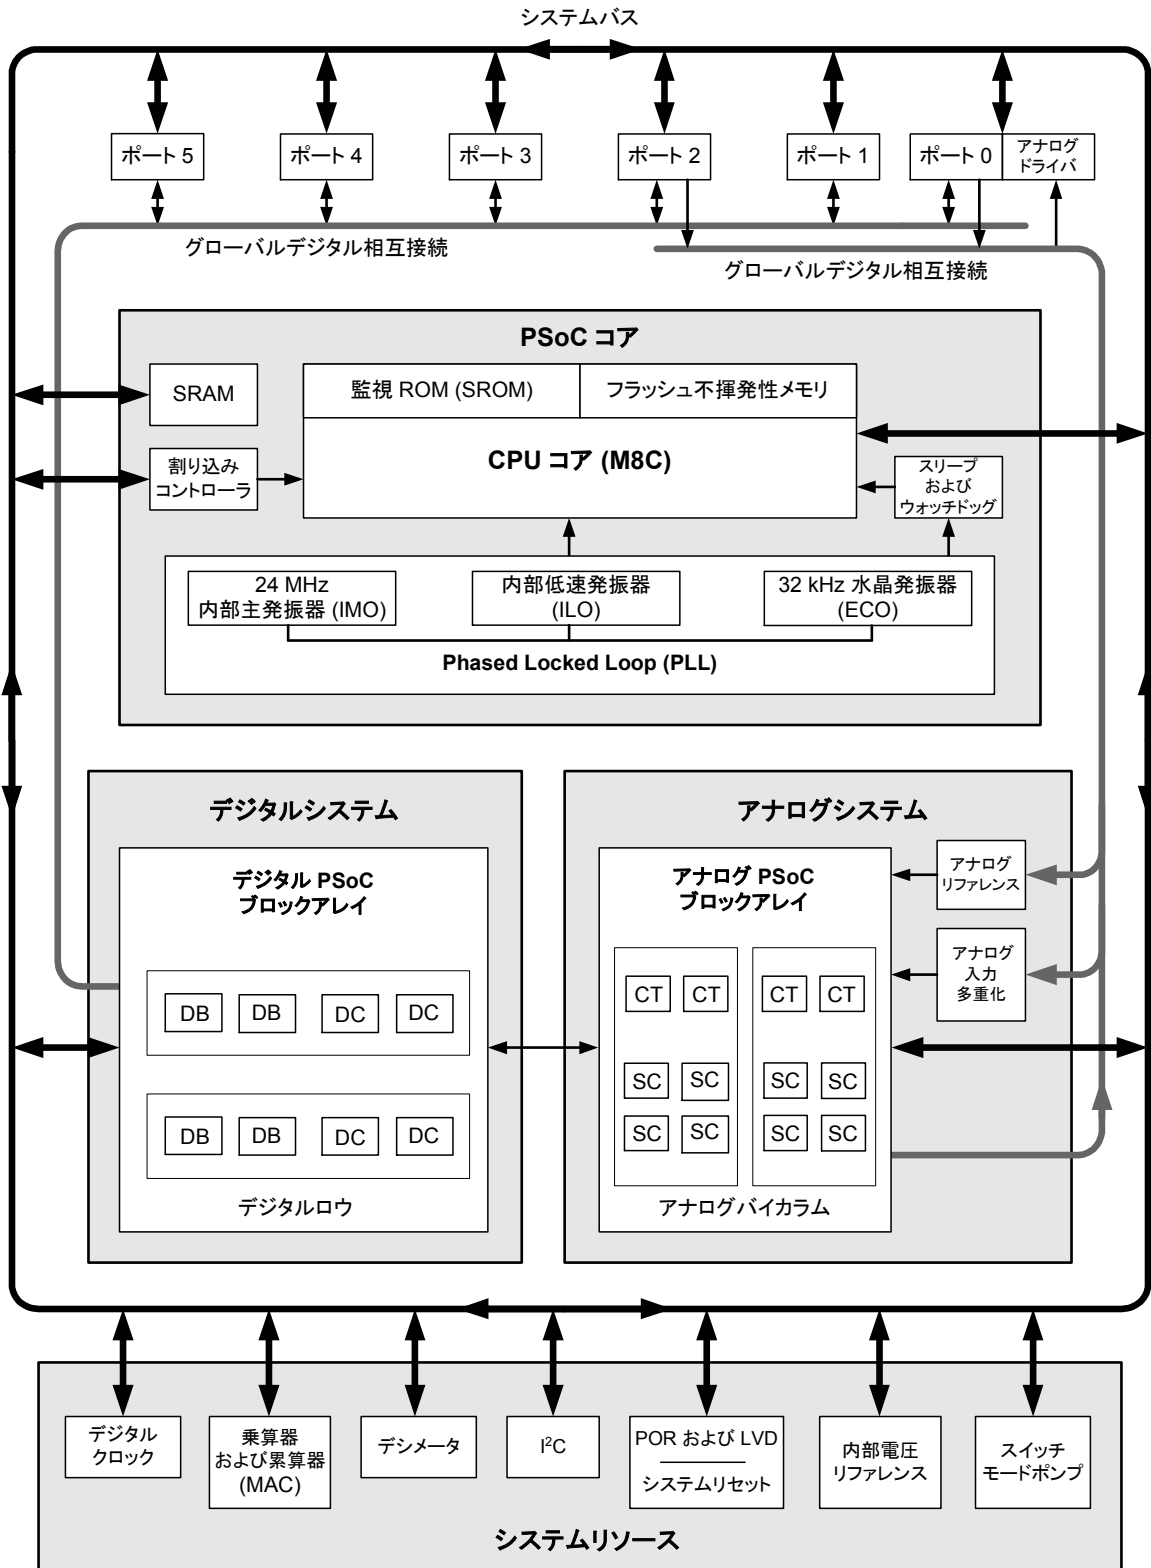 システムバス
ポート 5
ポート 4
ポート 3
ポート 2
ポート 1
ポート 0
アナログ
ドライバ
グローバルデジタル相互接続
グローバルデジタル相互接続
PSoC コア
SRAM
監視 ROM (SROM)
フラッシュ不揮発性メモリ
CPU コア (M8C)
割り込み
コントローラ
スリープ
および
ウォッチドッグ
24 MHz
内部主発振器 (IMO)
内部低速発振器
(ILO)
32 kHz 水晶発振器
(ECO)
Phased Locked Loop (PLL)
デジタルシステム
デジタル PSoC
ブロックアレイ
DB
DB
DC
DC
DB
DB
DC
DC
デジタルロウ
アナログシステム
アナログ PSoC
ブロックアレイ
アナログ
リファレンス
アナログ
入力
多重化
CT
CT
CT
CT
SC
SC
SC
SC
SC
SC
SC
SC
アナログバイカラム
デジタル
クロック
乗算器
および累算器
(MAC)
デシメータ
I²C
POR および LVD
システムリセット
内部電圧
リファレンス
スイッチ
モードポンプ
システムリソース